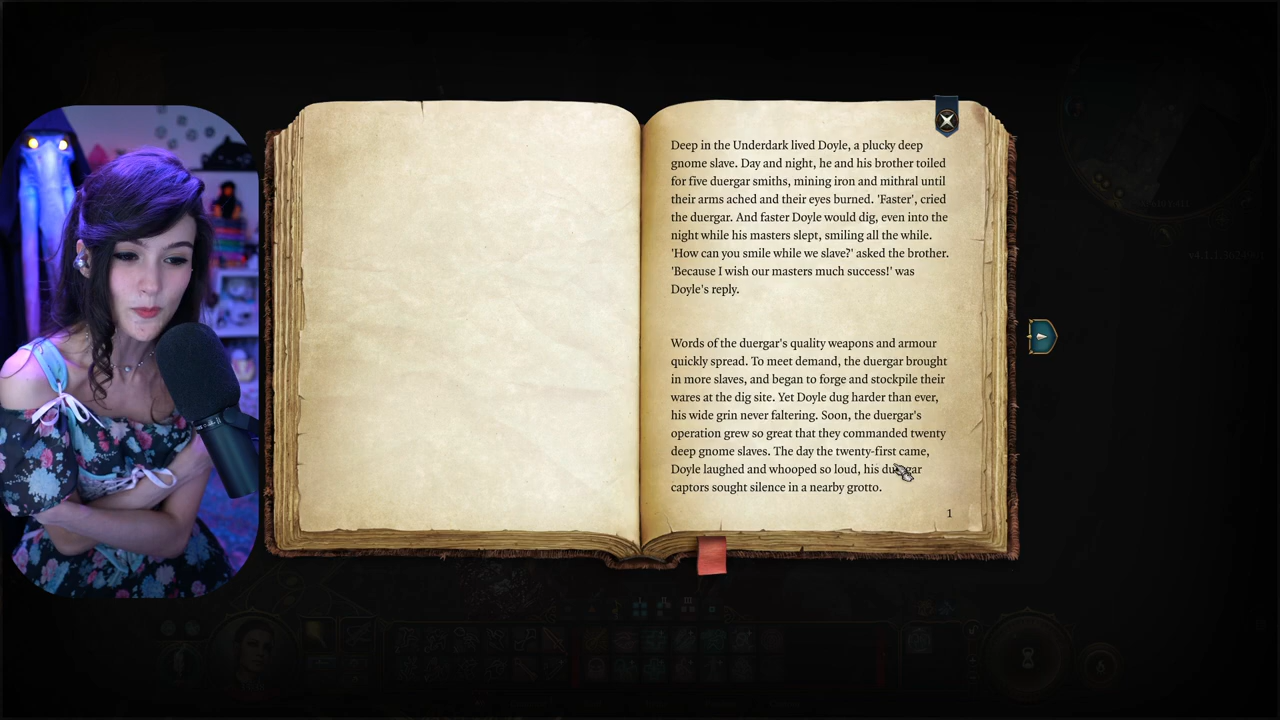 Deep in the Underdark lived Doyle, a plucky deep
gnome slave. Day and night, he and his brother toiled
for five duergar smiths, mining iron and mithral until
their arms ached and their eyes burned. 'Faster', cried
the duergar. And faster Doyle would dig, even into the
night while his masters slept, smiling all the while.
'How can you smile while we slave?' asked the brother.
'Because I wish our masters much success!' was
Doyle's reply.
Words of the duergar's quality weapons and armour
quickly spread. To meet demand, the duergar brought
in more slaves, and began to forge and stockpile their
wares at the dig site. Yet Doyle dug harder than ever,
his wide grin never faltering. Soon, the duergar's
operation grew so great that they commanded twenty
deep gnome slaves. The day the twenty-first came,
Doyle laughed and whooped so loud, his duergar
captors sought silence in a nearby grotto.
1